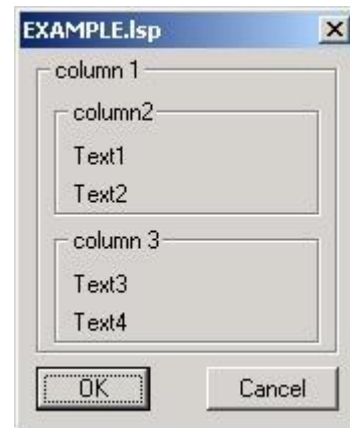 EXAMPLE.lsp
column 1
column2
Text1
Text2
column 3
Text3
Text4
OK Cancel